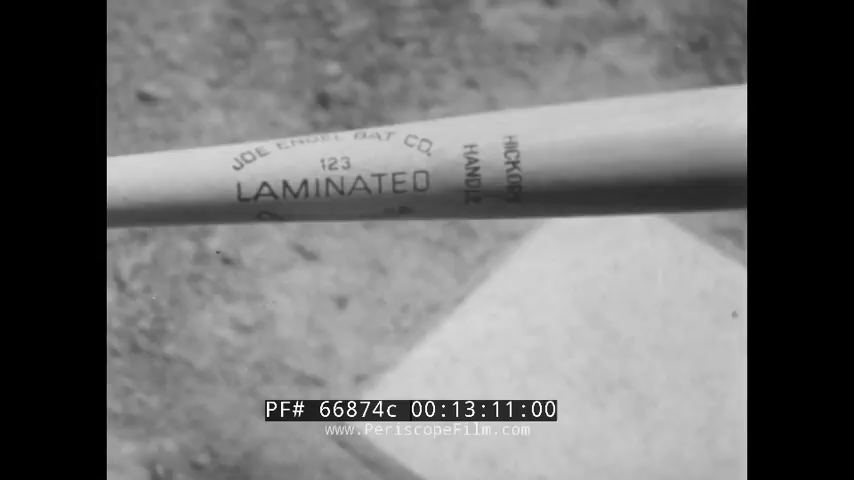 JOE ENGEL BAT CO.
123
LAMINATED
HICKORY
HANDLE
PF# 66874c 00:13:11:00
www.PeriscopeFilm.com